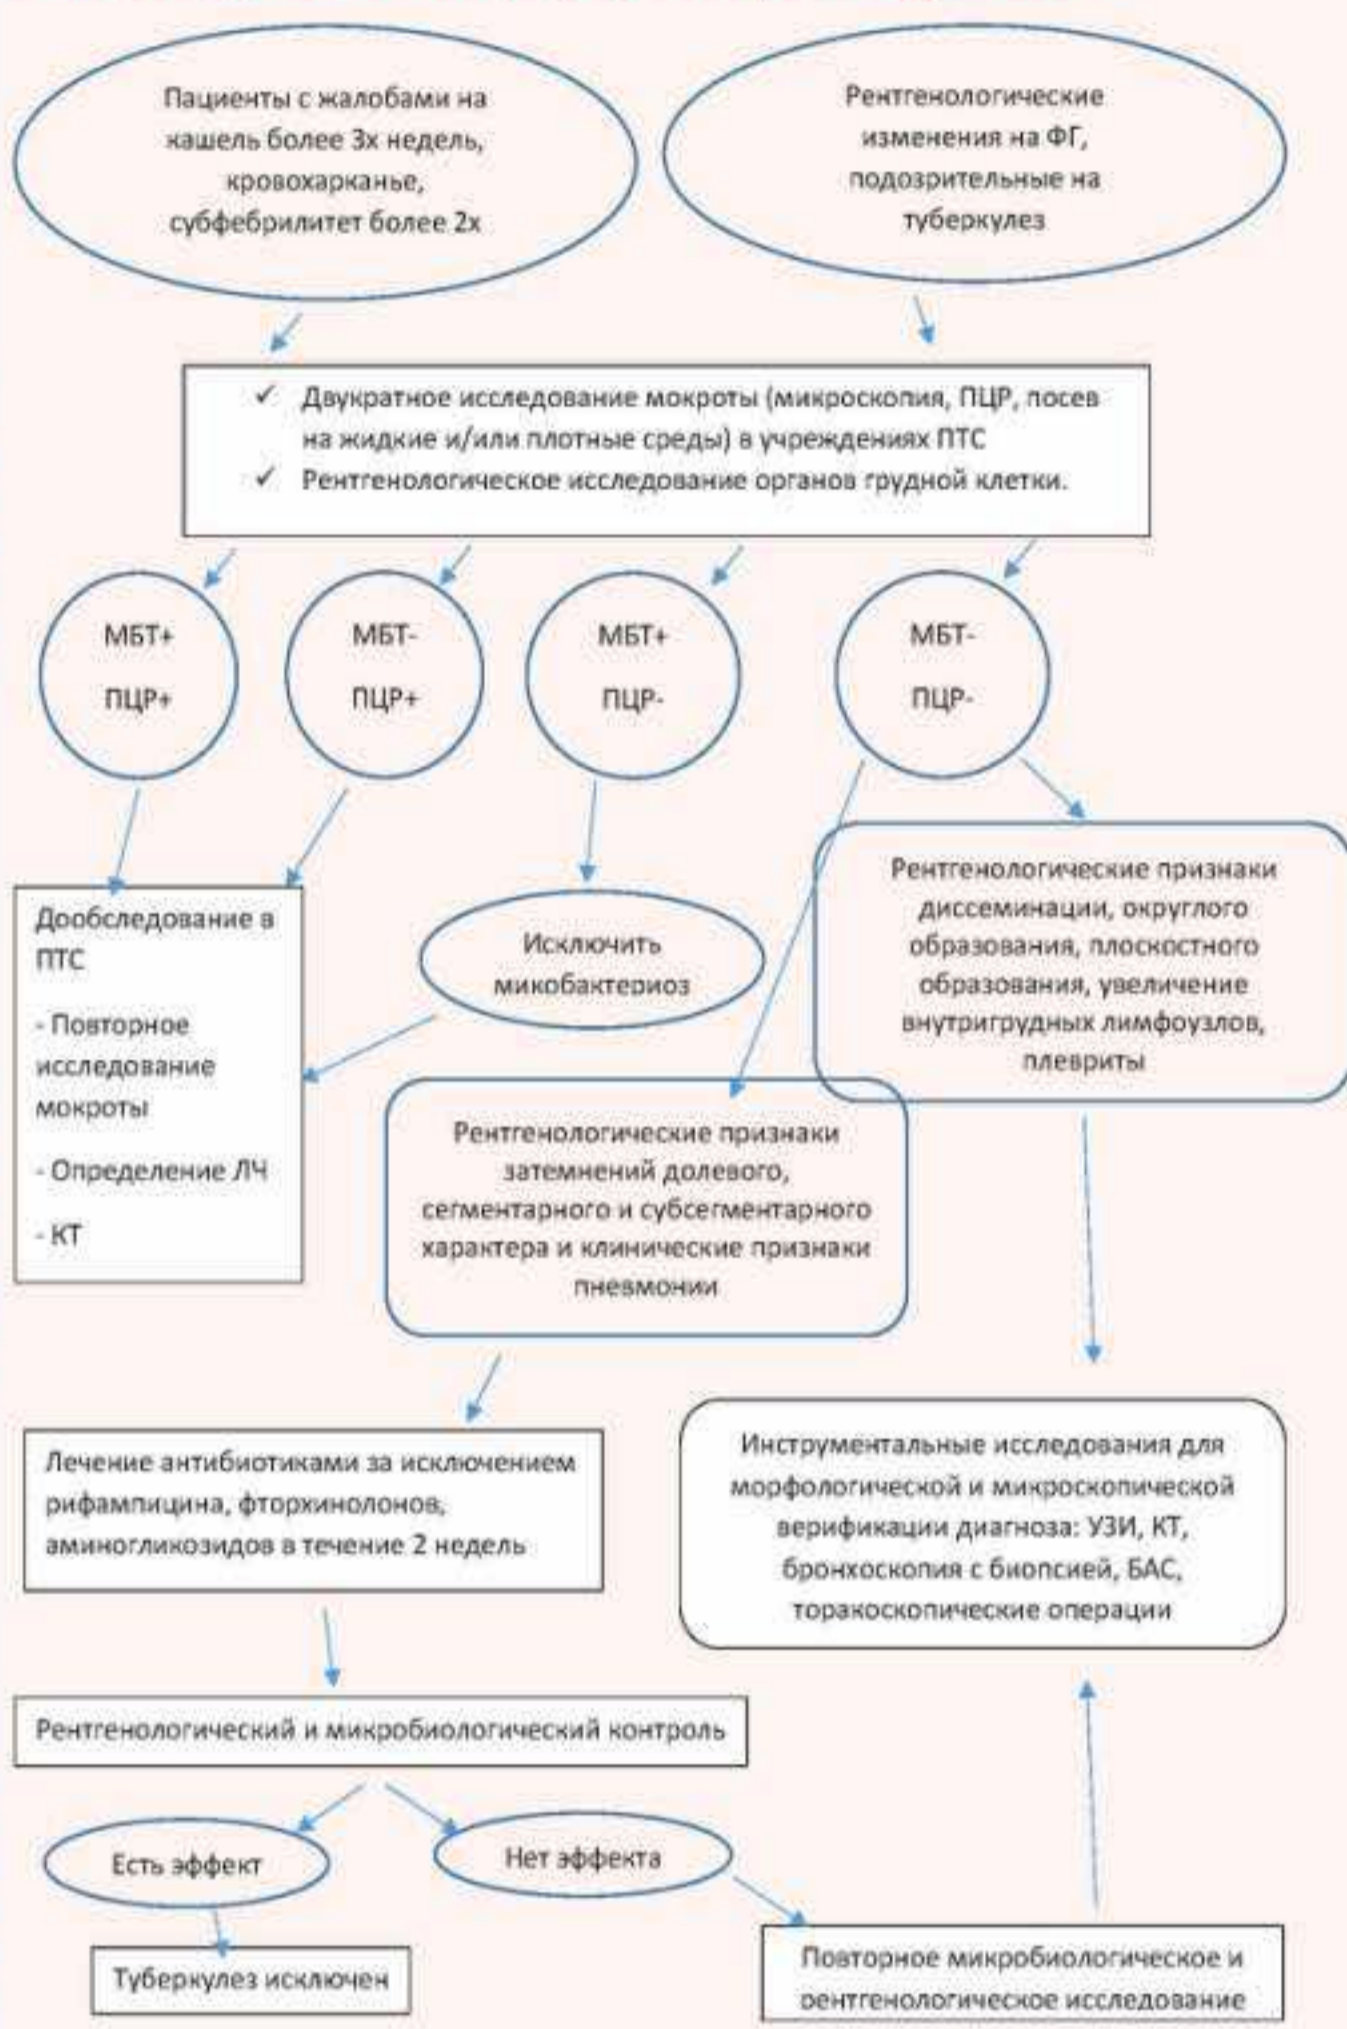 Пациенты с жалобами на
кашель более 3х недель,
кровохарканье,
субфебрилитет более 2х
Рентгенологические
изменения на ФГ,
подозрительные на
туберкулез
✓ Двукратное исследование мокроты (микроскопия, ПЦР, посев
на жидкие и/или плотные среды) в учреждениях ПТС
✓ Рентгенологическое исследование органов грудной клетки.
МБТ+
ПЦР+
МБТ-
ПЦР+
МБТ+
ПЦР-
МБТ-
ПЦР-
Дообследование в
ПТС
- Повторное
исследование
мокроты
- Определение ЛЧ
- КТ
Исключить
микобактериоз
Рентгенологические признаки
диссеминации, округлого
образования, плоскостного
образования, увеличение
внутригрудных лимфоузлов,
плевриты
Рентгенологические признаки
затемнений долевого,
сегментарного и субсегментарного
характера и клинические признаки
пневмонии
Лечение антибиотиками за исключением
рифампицина, фторхинолонов,
аминогликозидов в течение 2 недель
Инструментальные исследования для
морфологической и микроскопической
верификации диагноза: УЗИ, КТ,
бронхоскопия с биопсией, БАС,
торакоскопические операции
Рентгенологический и микробиологический контроль
Есть эффект
Нет эффекта
Туберкулез исключен
Повторное микробиологическое и
рентгенологическое исследование